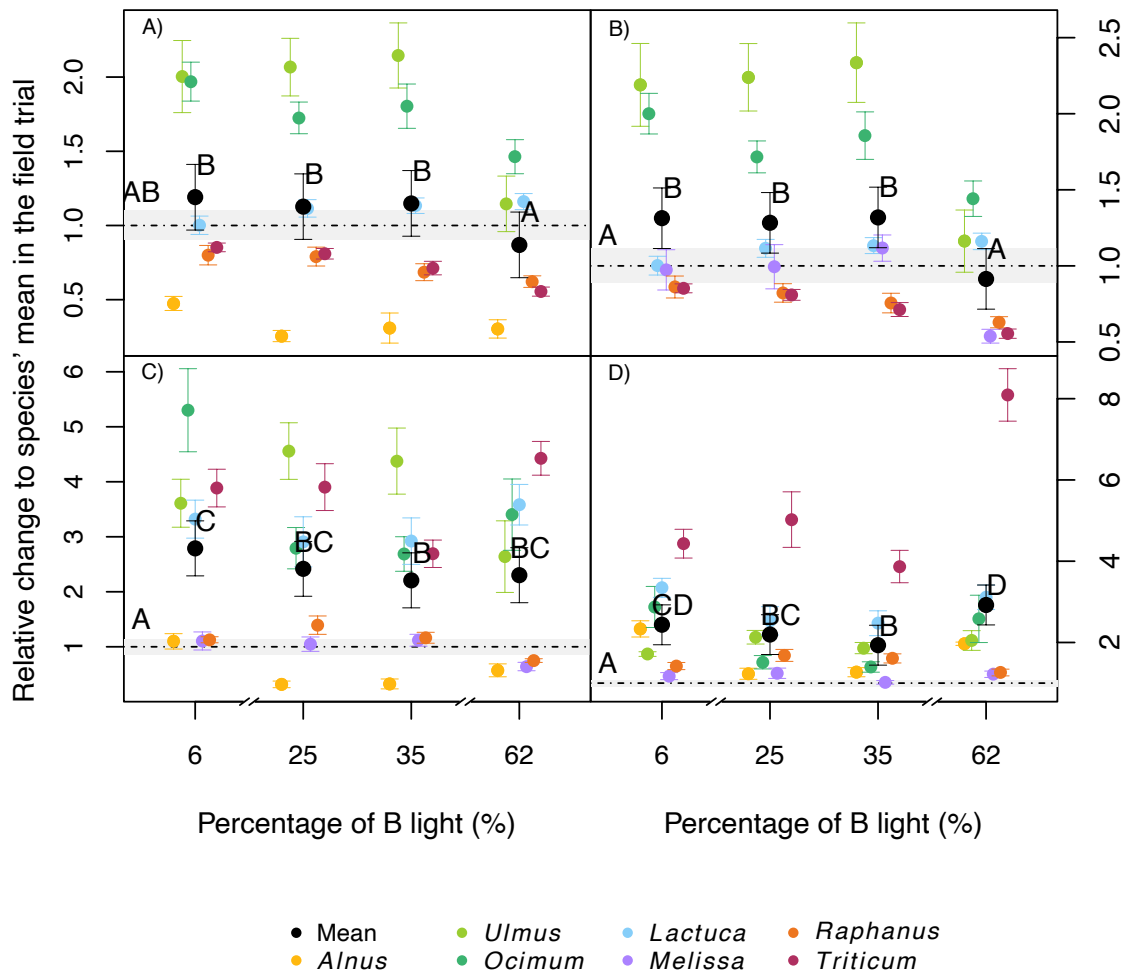 Relative change to species' mean in the field trial
A)
0.5 1.0 1.5 2.0
AB
B
B
B
A
B)
0.5 1.0 1.5 2.0 2.5
A
B
B
B
A
C)
1
2
3
4
5
6
A
C
BC
B
BC
D)
2
4
6
8
A
CD
BC
B
D
6 25 35 62
6 25 35 62
Percentage of B light (%)
Percentage of B light (%)
Mean Ulmus Lactuca Raphanus
Alnus Ocimum Melissa Triticum